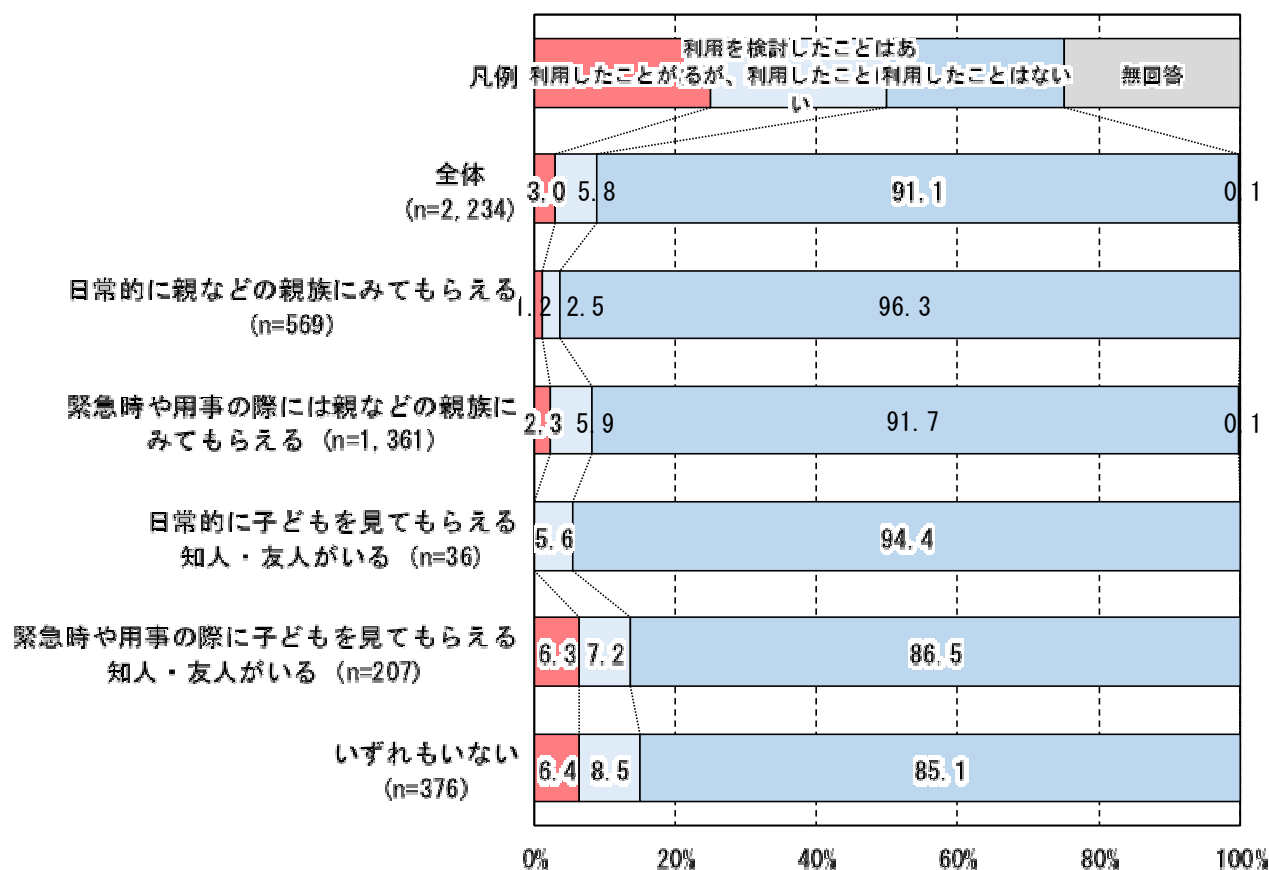 利用を検討したことはあ
凡例 利用したことが るが、利用したこと 利用したことはない 無回答
い
全体
(n=2,234)
3.0 5.8 91.1 0.1
日常的に親などの親族にみてもらえる
(n=569)
1.2 2.5 96.3
緊急時や用事の際には親などの親族に
みてもらえる (n=1,361)
2.3 5.9 91.7 0.1
日常的に子どもを見てもらえる
知人・友人がいる (n=36)
5.6 94.4
緊急時や用事の際に子どもを見てもらえる
知人・友人がいる (n=207)
6.3 7.2 86.5
いずれもいない
(n=376)
6.4 8.5 85.1
0% 20% 40% 60% 80% 100%